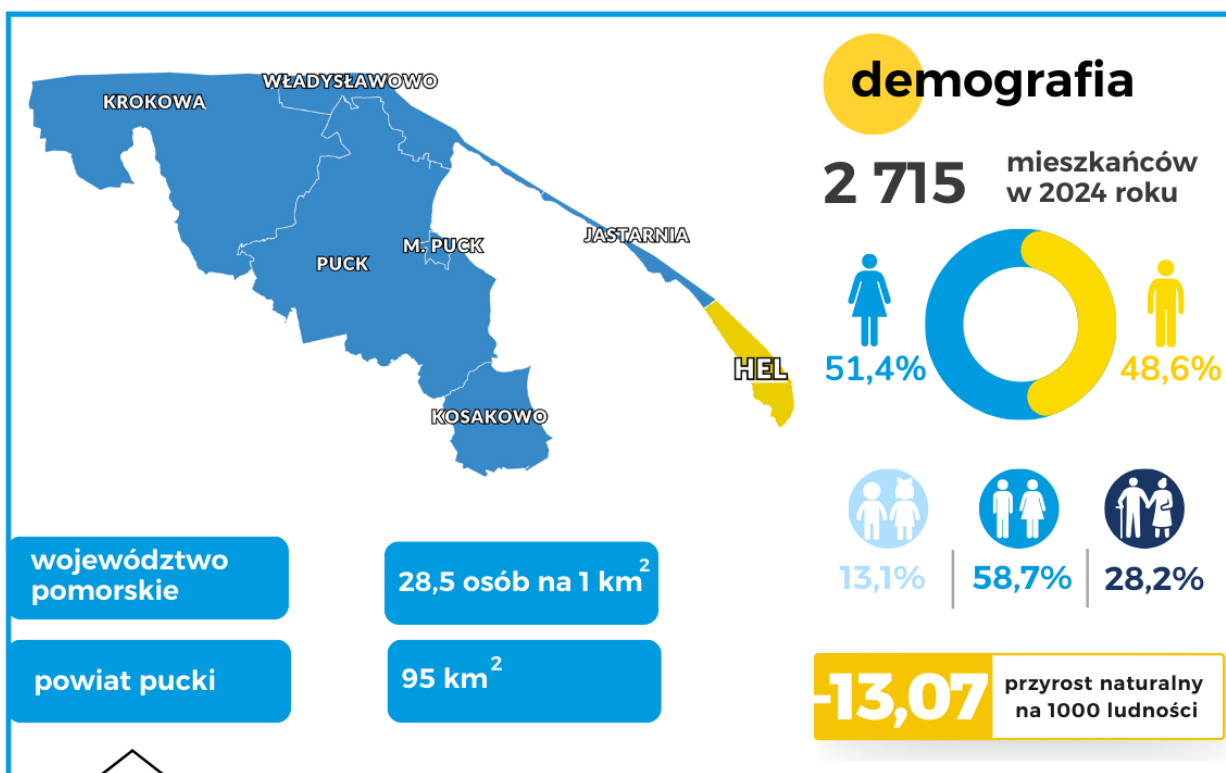 WŁADYSŁAWOWO
KROKOWA
JASTARNIA
M. PUCK
PUCK
HEL
KOSAKOWO
województwo
pomorskie
28,5 osób na 1 km²
powiat pucki
95 km²
demografia
2 715
mieszkańców
w 2024 roku
51,4%
48,6%
13,1%
58,7%
28,2%
-13,07
przyrost naturalny
na 1000 ludności